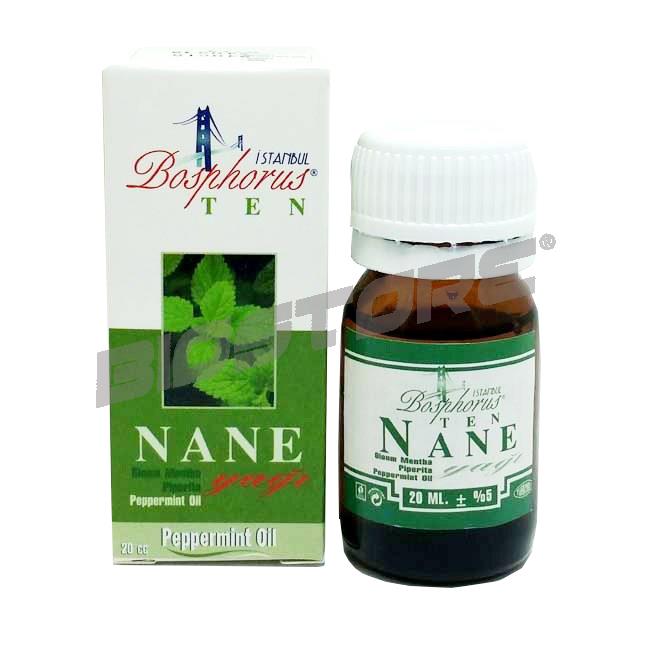 İSTANBUL
Bosphorus®
TEN
NANE
Oleum Mentha
Piperita
yağı
Peppermint Oil
20 cc
Peppermint Oil
İSTANBUL
Bosphorus®
TEN
NANE
Oleum Mentha
Piperita
yağı
Peppermint Oil
20 ML. ± %5
BIOSTORE®